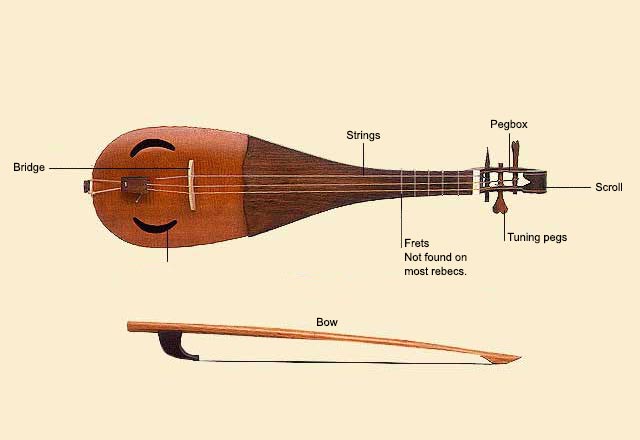 Pegbox
Strings
Bridge
Scroll
Tuning pegs
Frets
Not found on
most rebecs.
Bow